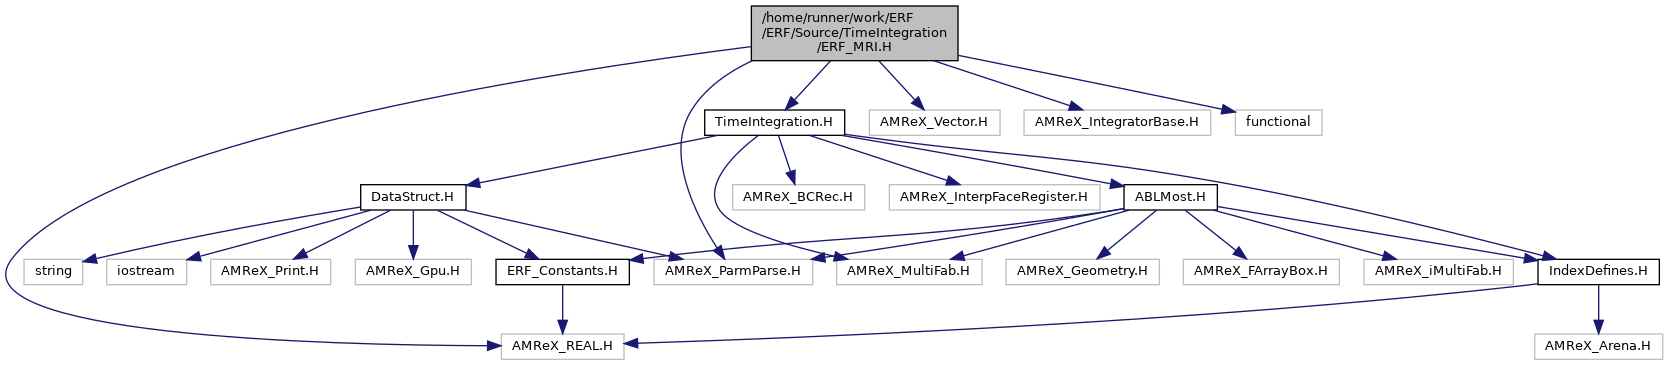 /home/runner/work/ERF
/ERF/Source/TimeIntegration
/ERF_MRI.H
TimeIntegration.H
AMReX_Vector.H
AMReX_IntegratorBase.H
functional
DataStruct.H
AMReX_BCRec.H
AMReX_InterpFaceRegister.H
ABLMost.H
string
iostream
AMReX_Print.H
AMReX_Gpu.H
ERF_Constants.H
AMReX_ParmParse.H
AMReX_MultiFab.H
AMReX_Geometry.H
AMReX_FArrayBox.H
AMReX_iMultiFab.H
IndexDefines.H
AMReX_REAL.H
AMReX_Arena.H